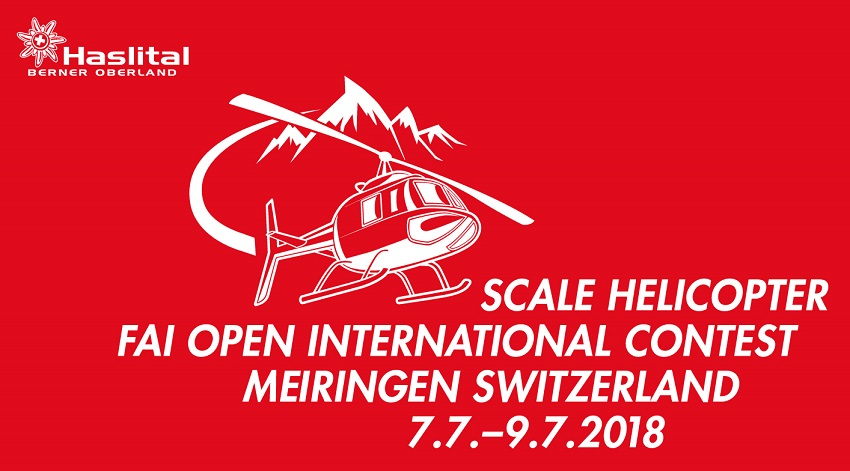 Haslital
BERNER OBERLAND
SCALE HELICOPTER
FAI OPEN INTERNATIONAL CONTEST
MEIRINGEN SWITZERLAND
7.7.–9.7.2018